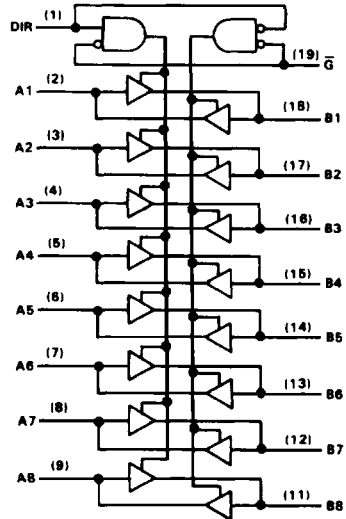 DIR (1)
(19) G̅
A1 (2)
(18) B1
A2 (3)
(17) B2
A3 (4)
(16) B3
A4 (5)
(15) B4
A5 (6)
(14) B5
A6 (7)
(13) B6
A7 (8)
(12) B7
A8 (9)
(11) B8